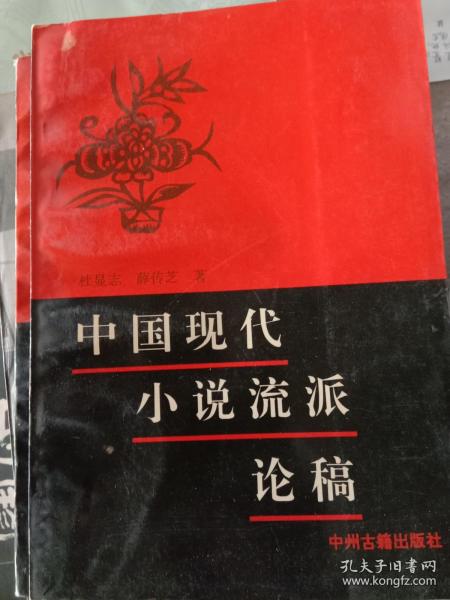 杜显志 薛传芝 著
中国现代
小说流派
论稿
中州古籍出版社
孔夫子旧书网
www.kongfz.com